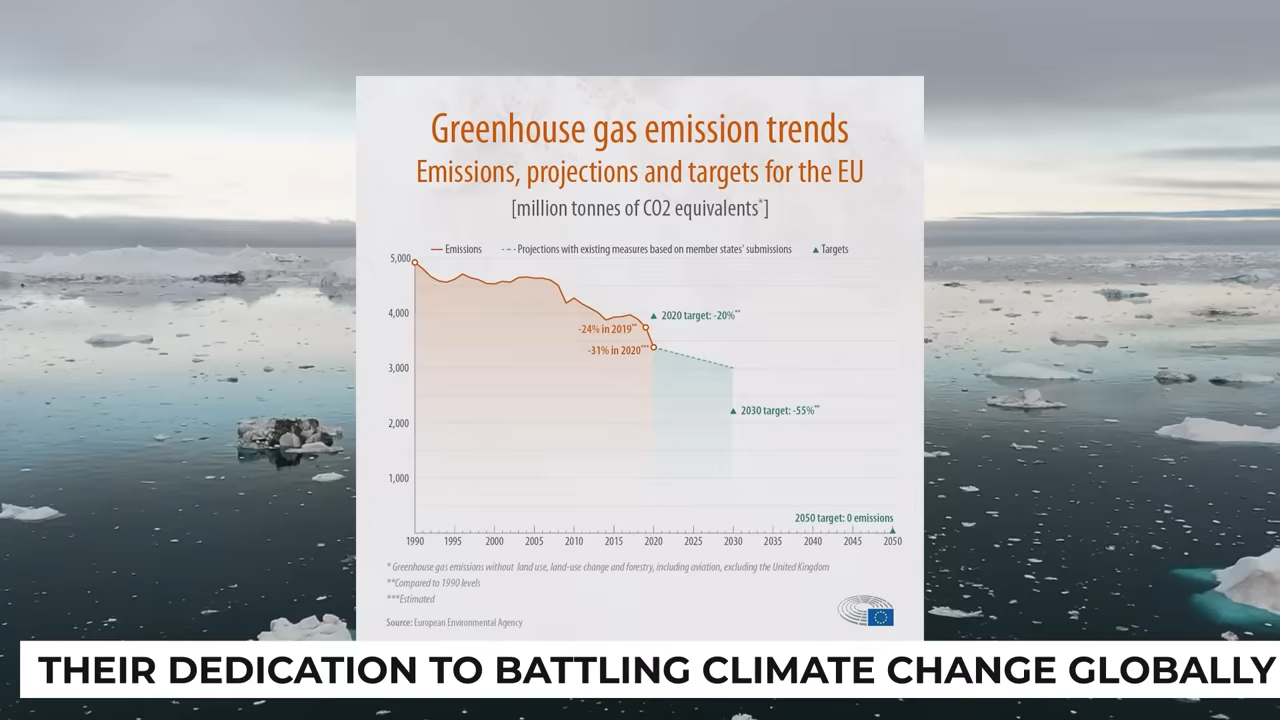 Greenhouse gas emission trends
Emissions, projections and targets for the EU
[million tonnes of CO2 equivalents*]
Emissions
Projections with existing measures based on member states' submissions
Targets
5,000
4,000
3,000
2,000
1,000
2020 target: -20%**
-24% in 2019**
-31% in 2020***
2030 target: -55%**
2050 target: 0 emissions
1990 1995 2000 2005 2010 2015 2020 2025 2030 2035 2040 2045 2050
* Greenhouse gas emissions without land use, land-use change and forestry, including aviation, excluding the United Kingdom
**Compared to 1990 levels
***Estimated
Source: European Environmental Agency
THEIR DEDICATION TO BATTLING CLIMATE CHANGE GLOBALLY